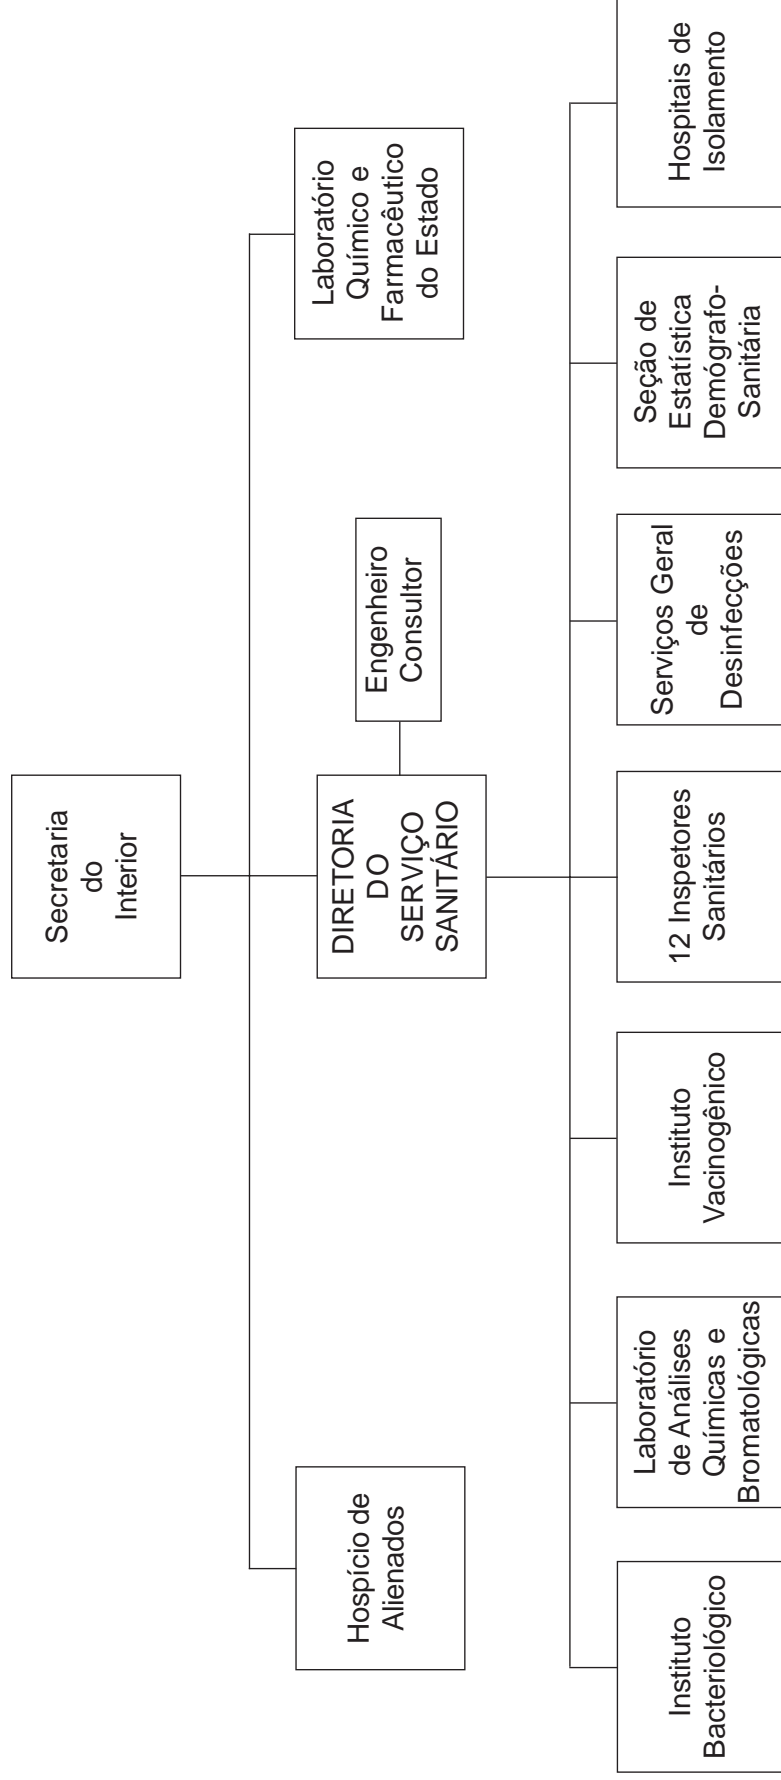 Secretaria
do
Interior
Hospício de
Alienados
DIRETORIA
DO
SERVIÇO
SANITÁRIO
Engenheiro
Consultor
Laboratório
Químico e
Farmacêutico
do Estado
Instituto
Bacteriológico
Laboratório
de Análises
Químicas e
Bromatológicas
Instituto
Vacinogênico
12 Inspetores
Sanitários
Serviços Geral
de
Desinfecções
Seção de
Estatística
Demógrafo-
Sanitária
Hospitais de
Isolamento